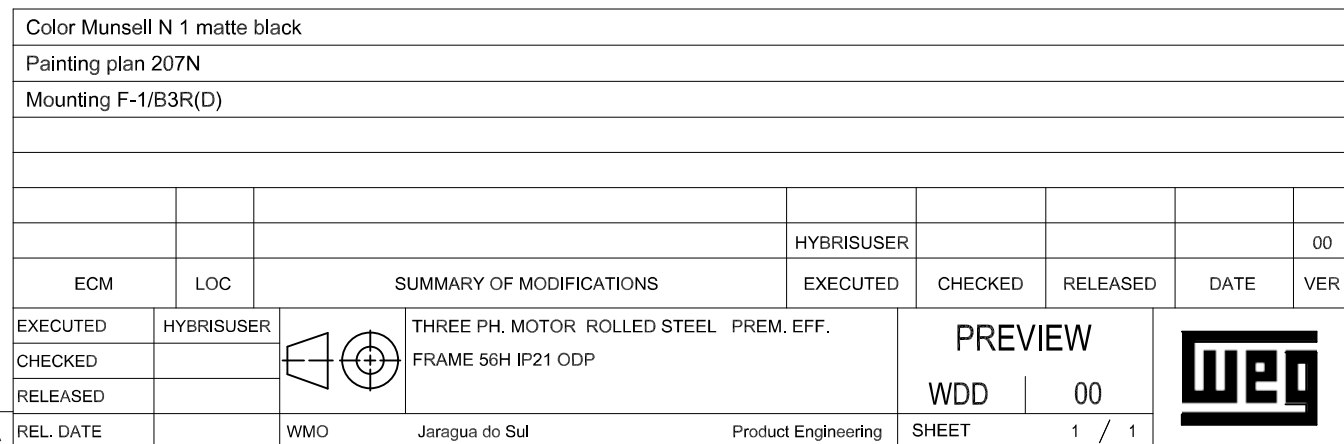 Color Munsell N 1 matte black
Painting plan 207N
Mounting F-1/B3R(D)
HYBRISUSER 00
ECM LOC SUMMARY OF MODIFICATIONS EXECUTED CHECKED RELEASED DATE VER
EXECUTED HYBRISUSER THREE PH. MOTOR ROLLED STEEL PREM. EFF. PREVIEW
CHECKED FRAME 56H IP21 ODP
RELEASED WDD 00
REL. DATE WMO Jaragua do Sul Product Engineering SHEET 1 / 1
weg